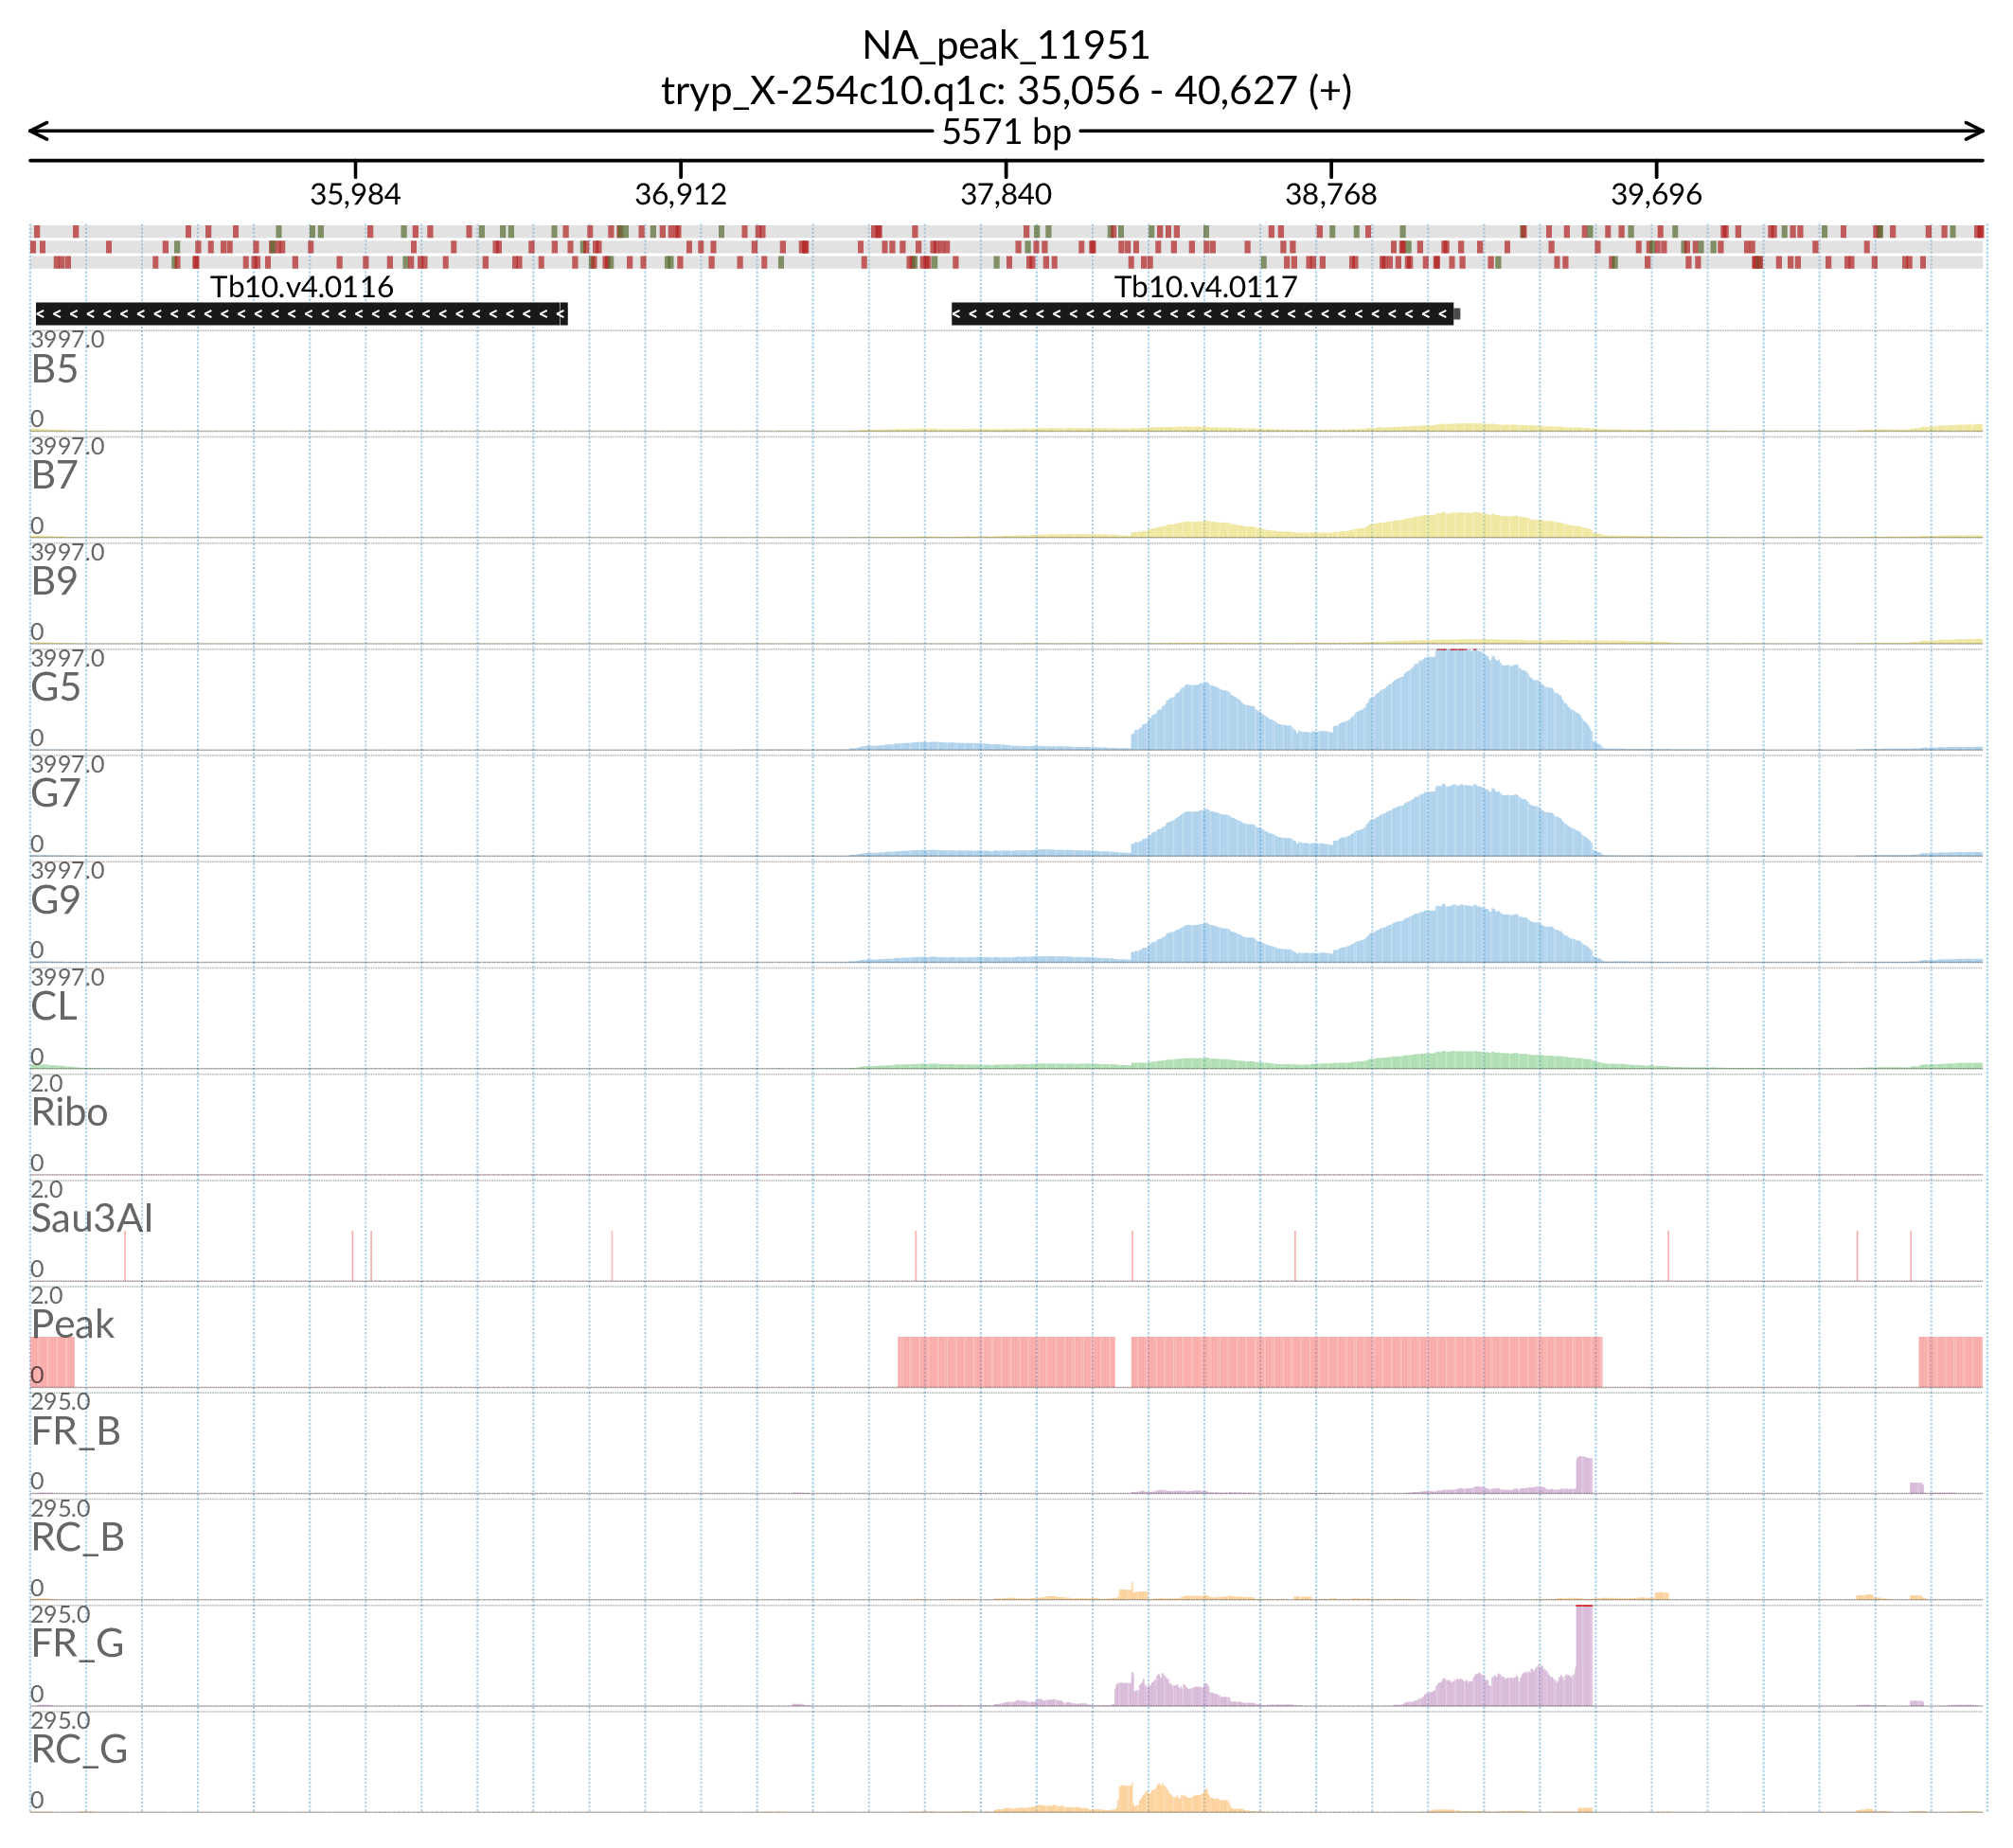 NA_peak_11951
tryp_X-254c10.q1c: 35,056 - 40,627 (+)
5571 bp
35,984 36,912 37,840 38,768 39,696
Tb10.v4.0116 Tb10.v4.0117
3997.0
B5
0
3997.0
B7
0
3997.0
B9
0
3997.0
G5
0
3997.0
G7
0
3997.0
G9
0
3997.0
CL
0
2.0
Ribo
0
2.0
Sau3AI
0
2.0
Peak
0
295.0
FR_B
0
295.0
RC_B
0
295.0
FR_G
0
295.0
RC_G
0